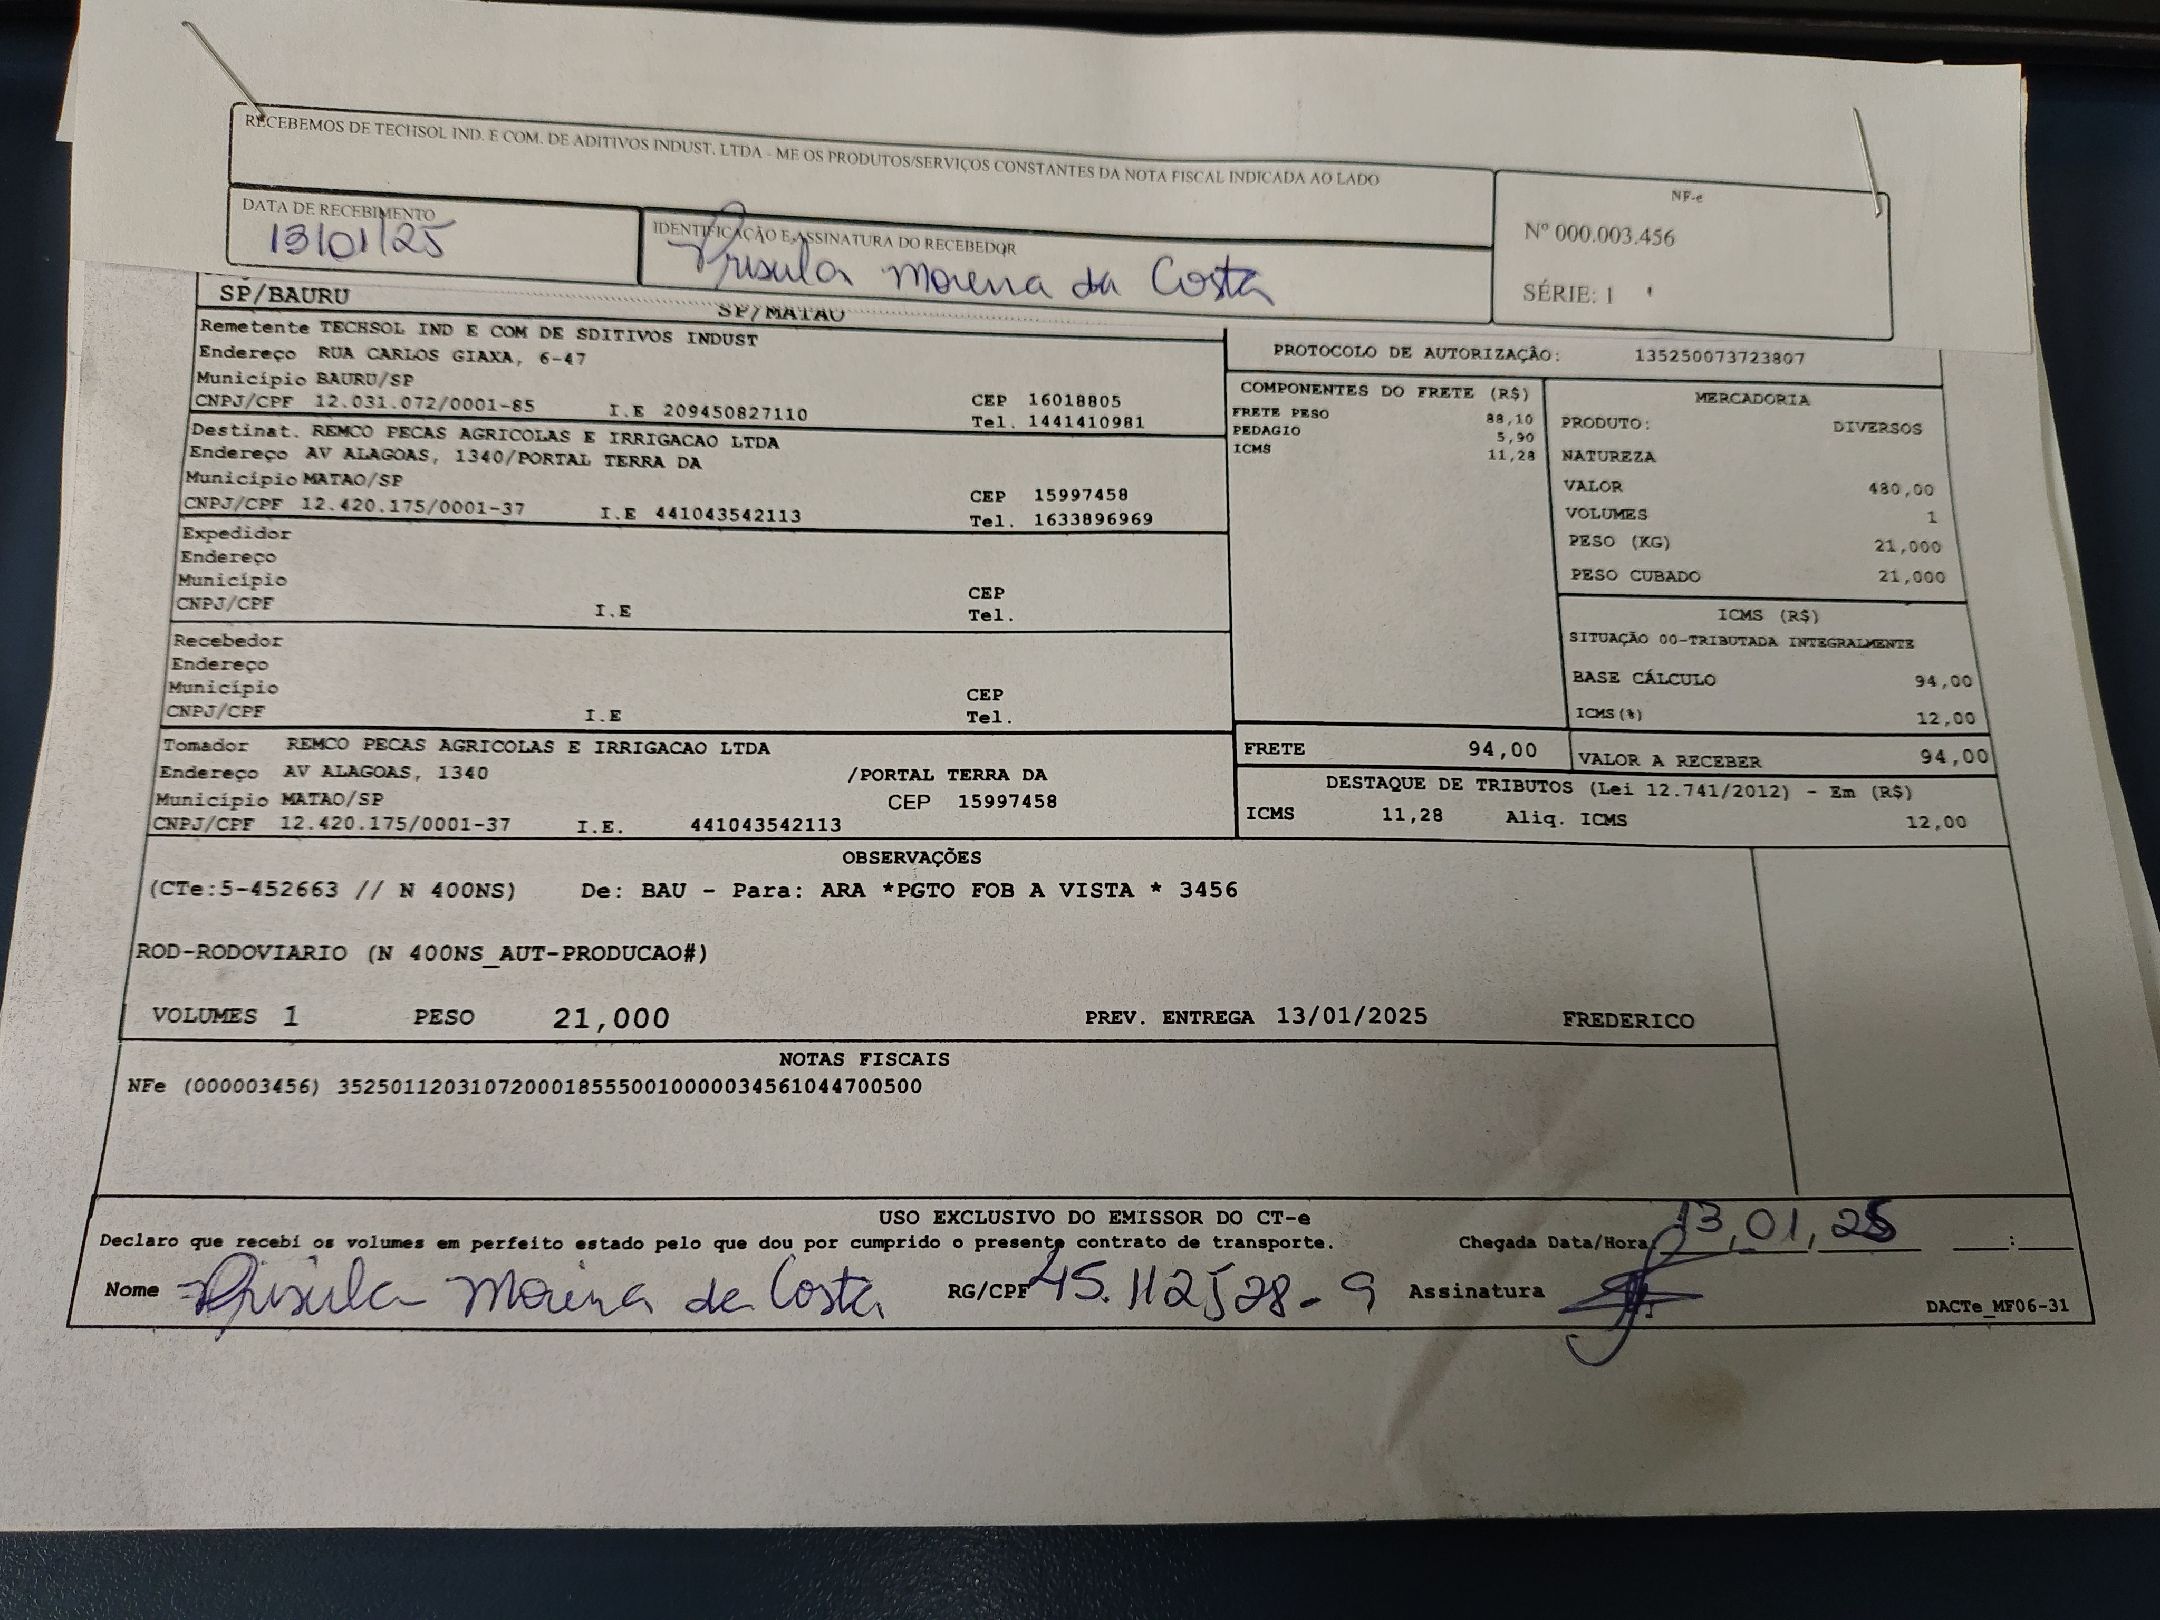 RECEBEMOS DE TECHSOL IND. E COM. DE ADITIVOS INDUST. LTDA - ME OS PRODUTOS/SERVIÇOS CONSTANTES DA NOTA FISCAL INDICADA AO LADO
NF-e
Nº 000.003.456
SÉRIE: 1
DATA DE RECEBIMENTO
13/01/25
IDENTIFICAÇÃO E ASSINATURA DO RECEBEDOR
Morena da Costa
SP/BAURU
SP/MATAO
Remetente TECHSOL IND E COM DE SDITIVOS INDUST
Endereço RUA CARLOS GIAXA, 6-47
Município BAURU/SP
CEP 16018805
CNPJ/CPF 12.031.072/0001-85 I.E 209450827110 Tel. 1441410981
Destinat. REMCO PECAS AGRICOLAS E IRRIGACAO LTDA
Endereço AV ALAGOAS, 1340/PORTAL TERRA DA
Município MATAO/SP
CEP 15997458
CNPJ/CPF 12.420.175/0001-37 I.E 441043542113 Tel. 1633896969
Expedidor
Endereço
Município
CEP
CNPJ/CPF I.E Tel.
Recebedor
Endereço
Município
CEP
CNPJ/CPF I.E Tel.
Tomador REMCO PECAS AGRICOLAS E IRRIGACAO LTDA
Endereço AV ALAGOAS, 1340 /PORTAL TERRA DA
Município MATAO/SP CEP 15997458
CNPJ/CPF 12.420.175/0001-37 I.E. 441043542113
PROTOCOLO DE AUTORIZAÇÃO: 135250073723807
COMPONENTES DO FRETE (R$)
FRETE PESO 88,10
PEDAGIO 5,90
ICMS 11,28
MERCADORIA
PRODUTO: DIVERSOS
NATUREZA
VALOR 480,00
VOLUMES 1
PESO (KG) 21,000
PESO CUBADO 21,000
ICMS (R$)
SITUAÇÃO 00-TRIBUTADA INTEGRALMENTE
BASE CÁLCULO 94,00
ICMS(%) 12,00
FRETE 94,00
VALOR A RECEBER 94,00
DESTAQUE DE TRIBUTOS (Lei 12.741/2012) - Em (R$)
ICMS 11,28 Aliq. ICMS 12,00
OBSERVAÇÕES
(CTe:5-452663 // N 400NS) De: BAU - Para: ARA *PGTO FOB A VISTA * 3456
ROD-RODOVIARIO (N 400NS_AUT-PRODUCAO#)
VOLUMES 1 PESO 21,000 PREV. ENTREGA 13/01/2025 FREDERICO
NOTAS FISCAIS
NFe (000003456) 35250112031072000185550010000034561044700500
USO EXCLUSIVO DO EMISSOR DO CT-e
Declaro que recebi os volumes em perfeito estado pelo que dou por cumprido o presente contrato de transporte.
Chegada Data/Hora 13,01,25 :
Nome da Costa RG/CPF 45.112528-9 Assinatura
DACTe_MF06-31